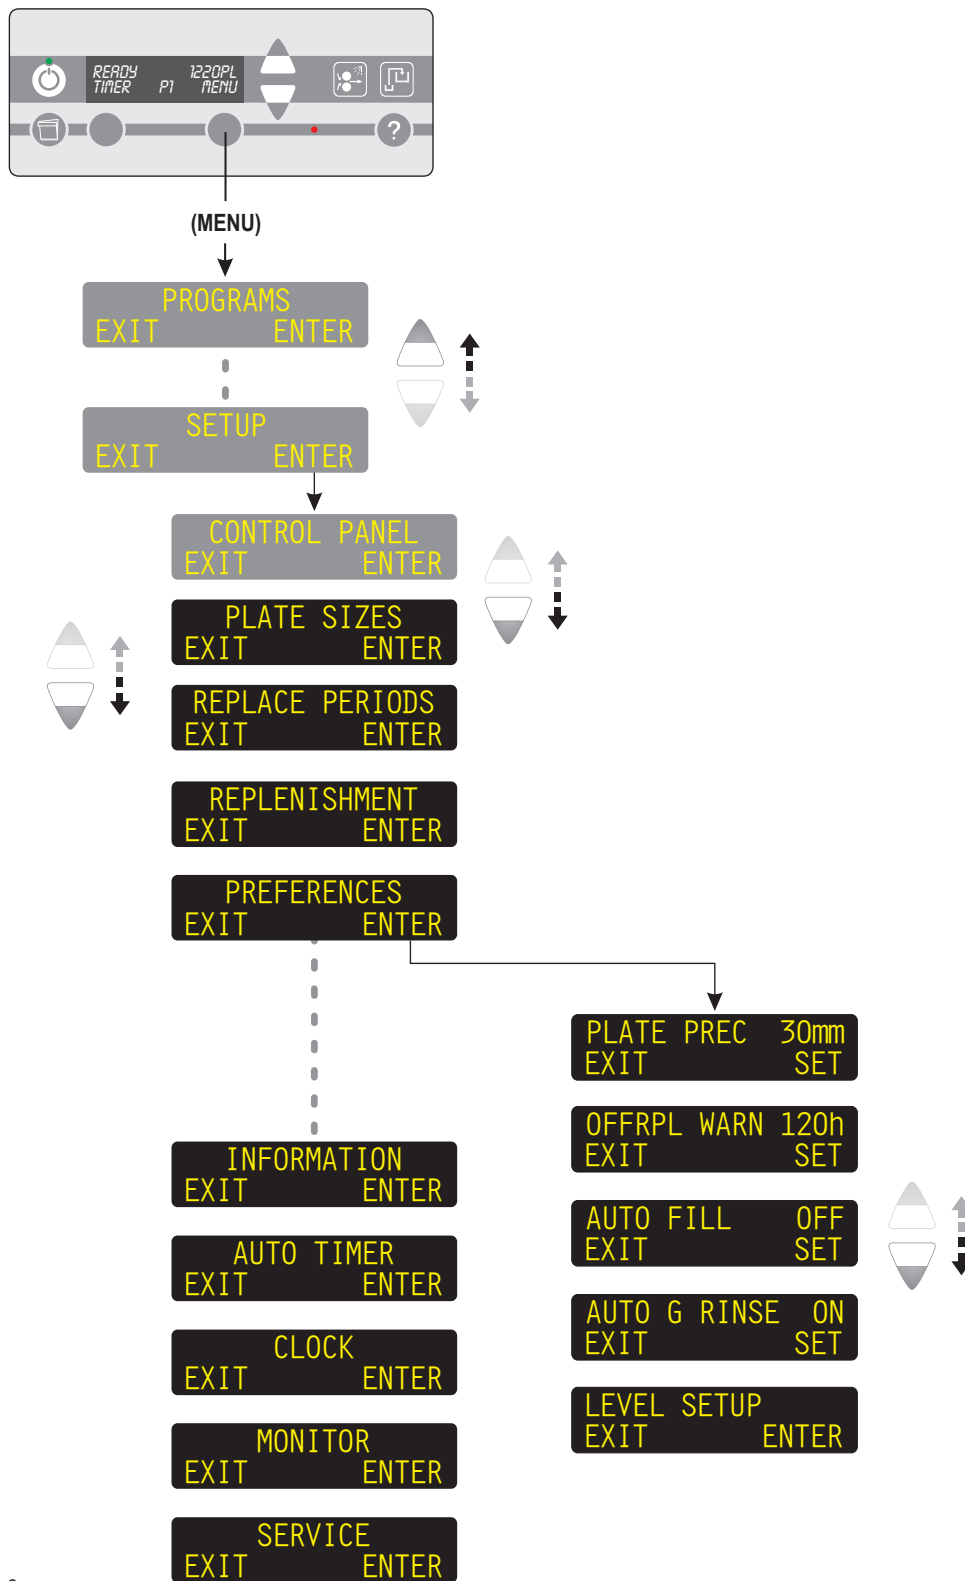 READY 1220PL
TIMER P1 MENU
?
(MENU)
PROGRAMS
EXIT ENTER
SETUP
EXIT ENTER
CONTROL PANEL
EXIT ENTER
PLATE SIZES
EXIT ENTER
REPLACE PERIODS
EXIT ENTER
REPLENISHMENT
EXIT ENTER
PREFERENCES
EXIT ENTER
PLATE PREC 30mm
EXIT SET
OFFRPL WARN 120h
EXIT SET
AUTO FILL OFF
EXIT SET
AUTO G RINSE ON
EXIT SET
LEVEL SETUP
EXIT ENTER
INFORMATION
EXIT ENTER
AUTO TIMER
EXIT ENTER
CLOCK
EXIT ENTER
MONITOR
EXIT ENTER
SERVICE
EXIT ENTER